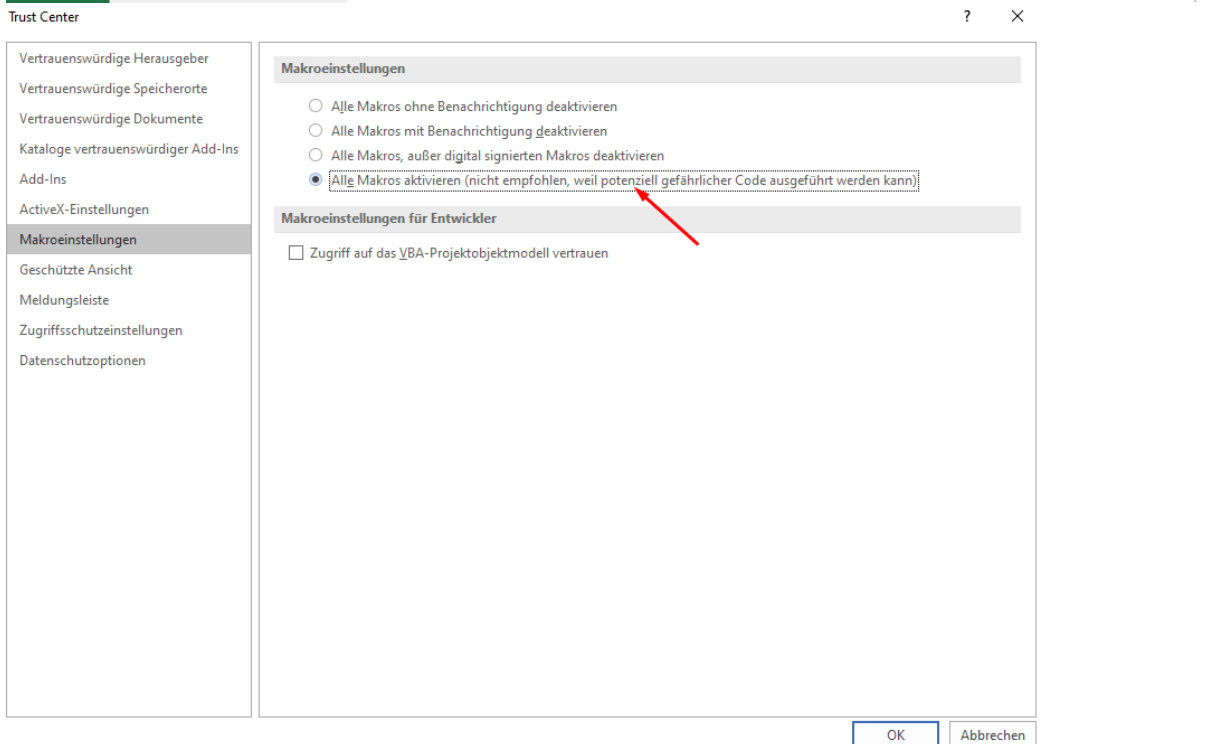 Trust Center
?
Vertrauenswürdige Herausgeber
Vertrauenswürdige Speicherorte
Vertrauenswürdige Dokumente
Kataloge vertrauenswürdiger Add-Ins
Add-Ins
ActiveX-Einstellungen
Makroeinstellungen
Geschützte Ansicht
Meldungsleiste
Zugriffsschutzeinstellungen
Datenschutzoptionen
Makroeinstellungen
Alle Makros ohne Benachrichtigung deaktivieren
Alle Makros mit Benachrichtigung deaktivieren
Alle Makros, außer digital signierten Makros deaktivieren
Alle Makros aktivieren (nicht empfohlen, weil potenziell gefährlicher Code ausgeführt werden kann)
Makroeinstellungen für Entwickler
Zugriff auf das VBA-Projektobjektmodell vertrauen
OK
Abbrechen